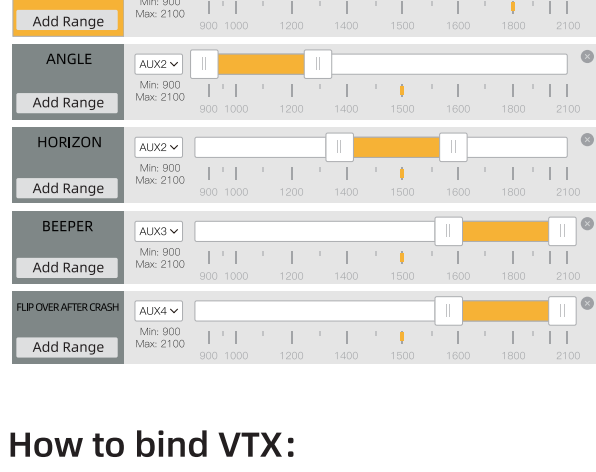 Min: 900
Add Range
Max: 2100
900 1000 1200 1400 1500 1600 1800 2100
ANGLE
AUX2
Min: 900
Add Range
Max: 2100
900 1000 1200 1400 1500 1600 1800 2100
HORIZON
AUX2
Min: 900
Add Range
Max: 2100
900 1000 1200 1400 1500 1600 1800 2100
BEEPER
AUX3
Min: 900
Add Range
Max: 2100
900 1000 1200 1400 1500 1600 1800 2100
FLIP OVER AFTER CRASH
AUX4
Min: 900
Add Range
Max: 2100
900 1000 1200 1400 1500 1600 1800 2100
How to bind VTX: